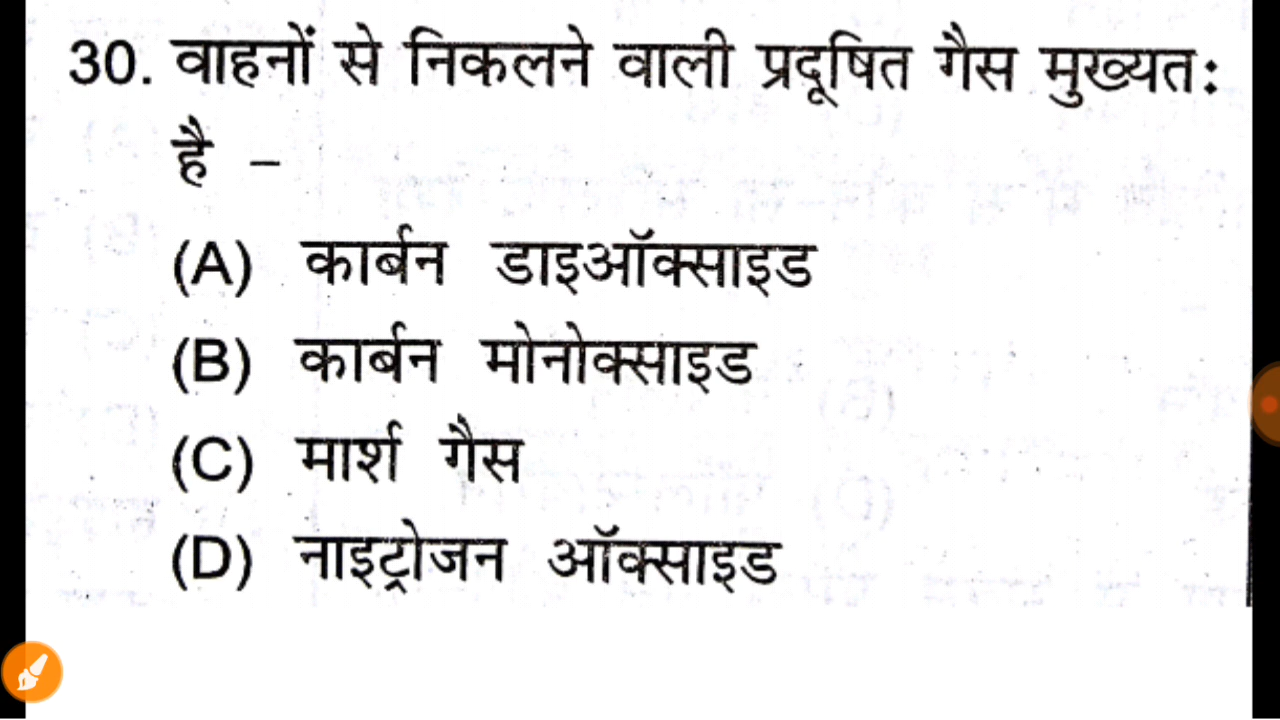 30. वाहनों से निकलने वाली प्रदूषित गैस मुख्यतः
है –
(A) कार्बन डाइऑक्साइड
(B) कार्बन मोनोक्साइड
(C) मार्श गैस
(D) नाइट्रोजन ऑक्साइड